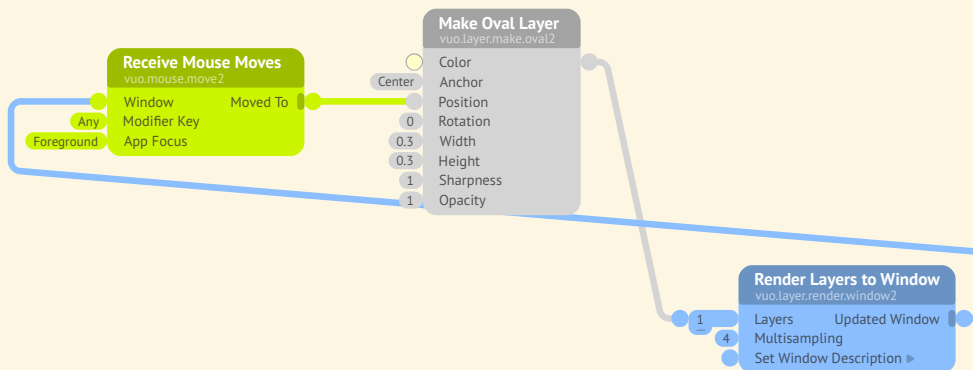 Make Oval Layer
vuo.layer.make.oval2
Color
Center Anchor
Position
0 Rotation
0.3 Width
0.3 Height
1 Sharpness
1 Opacity
Receive Mouse Moves
vuo.mouse.move2
Window Moved To
Any Modifier Key
Foreground App Focus
Render Layers to Window
vuo.layer.render.window2
1 Layers Updated Window
4 Multisampling
Set Window Description